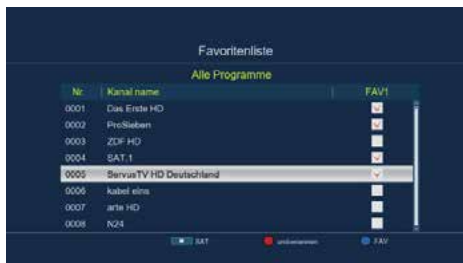 Favoritenliste
Alle Programme
Nr. Kanal name FAV1
0001 Das Erste HD
0002 ProSieben
0003 ZDF HD
0004 SAT.1
0005 ServusTV HD Deutschland
0006 kabel eins
0007 arte HD
0008 N24
SAT umbenennen FAV